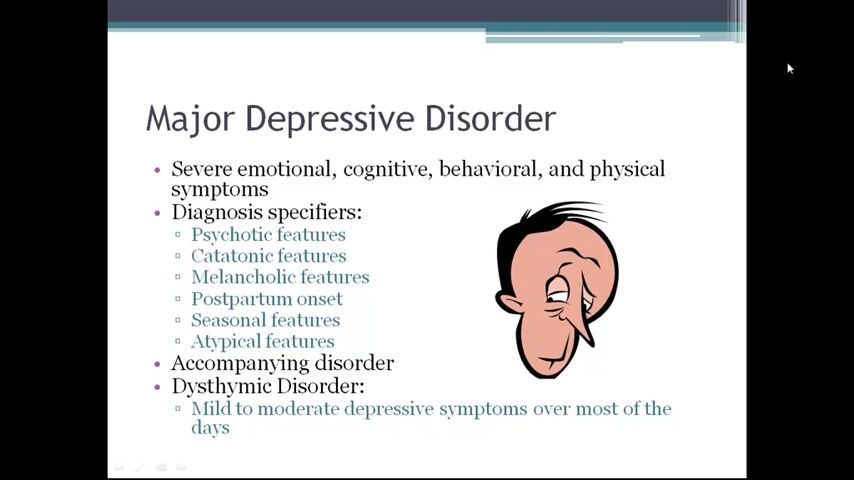 Major Depressive Disorder
• Severe emotional, cognitive, behavioral, and physical
symptoms
• Diagnosis specifiers:
▫ Psychotic features
▫ Catatonic features
▫ Melancholic features
▫ Postpartum onset
▫ Seasonal features
▫ Atypical features
• Accompanying disorder
• Dysthymic Disorder:
▫ Mild to moderate depressive symptoms over most of the
days